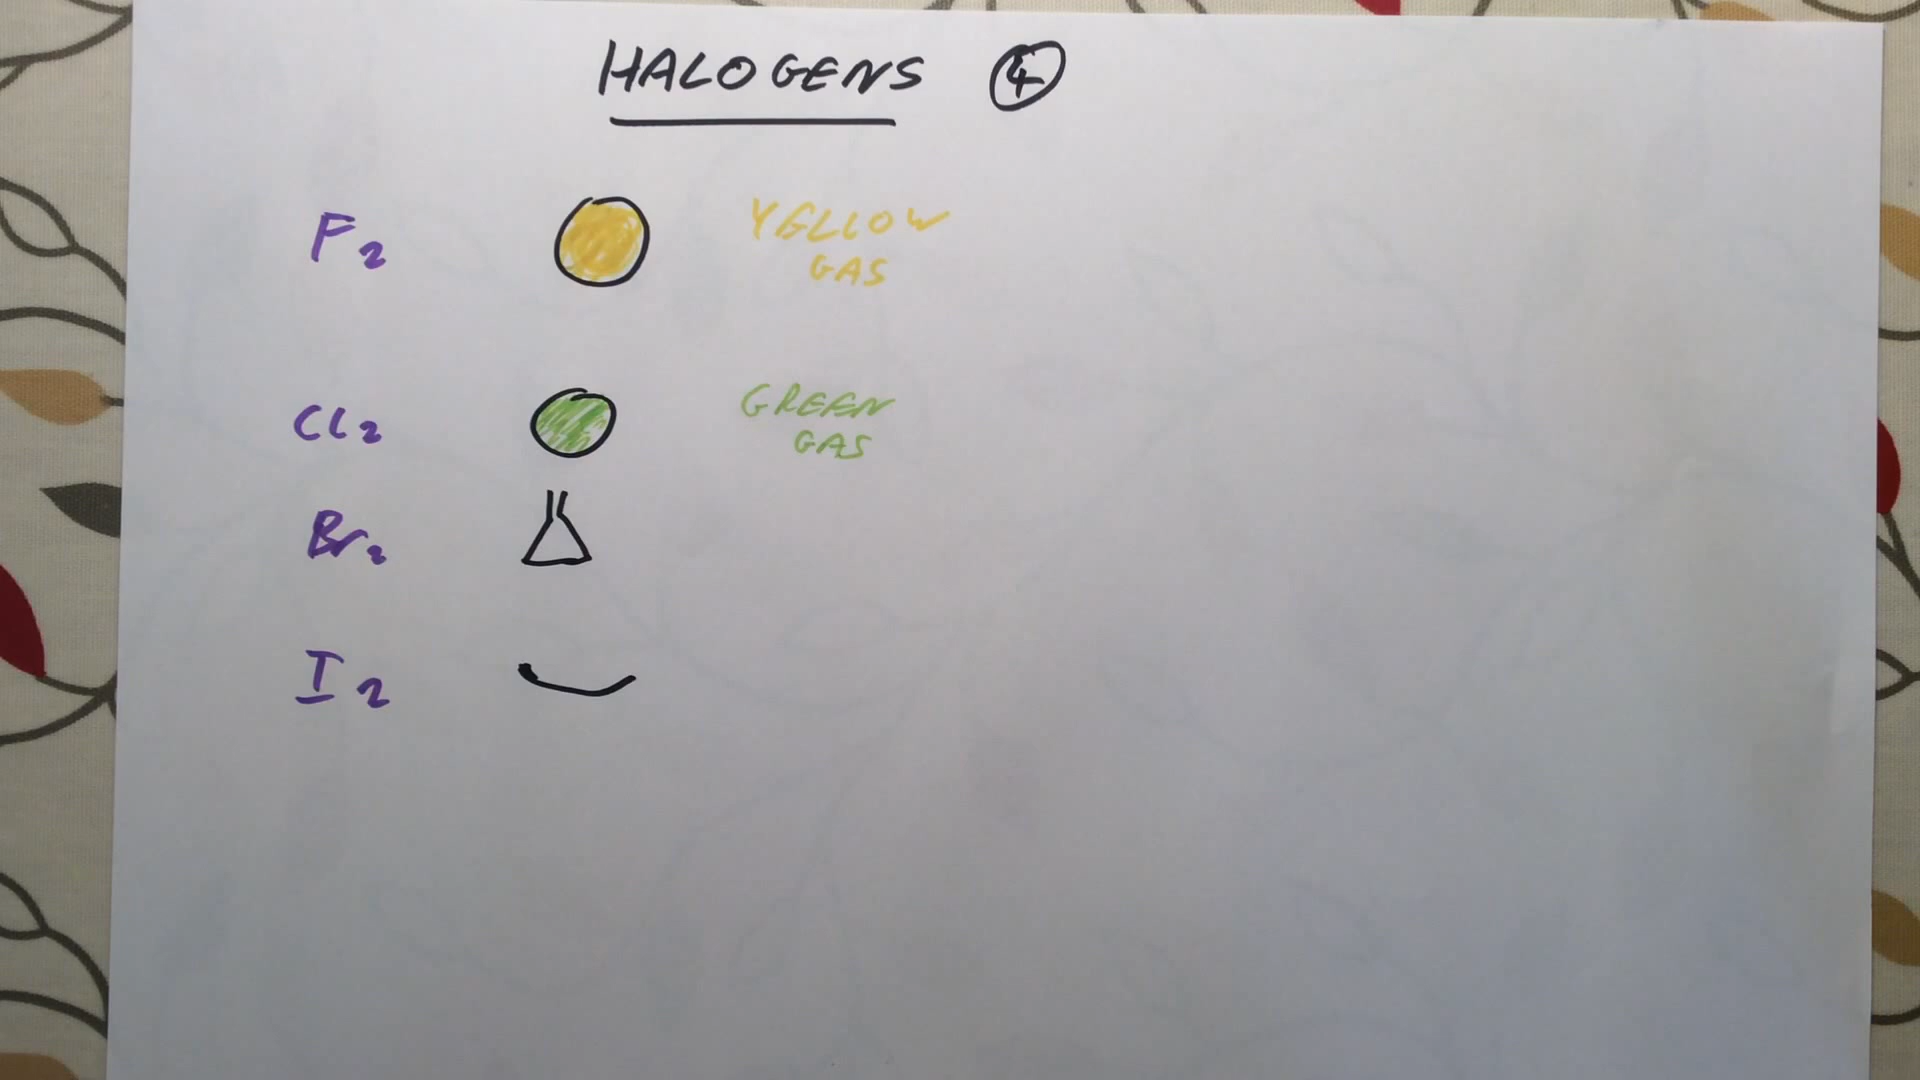 HALOGENS 4
F2 YELLOW
GAS
Cl2 GREEN
GAS
Br2
I2